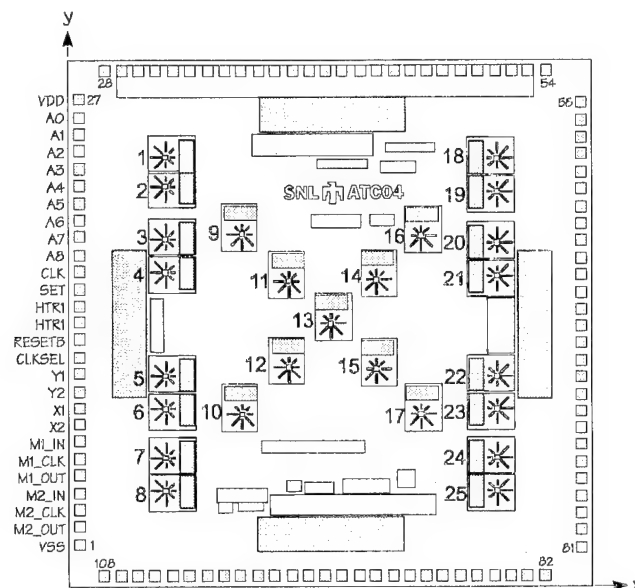 y
28 54
VDD 27 55
A0
A1
A2
A3
A4
A5
A6
A7
A8
CLK
SET
HTR1
HTR1
RESETB
CLKSEL
Y1
Y2
X1
X2
M1_IN
M1_CLK
M1_OUT
M2_IN
M2_CLK
M2_OUT
VSS 1 81
108 82
x
1 18
2 19
SNL ATC04
3 9 16 20
4 11 14 21
13
5 12 15 22
6 10 17 23
7 24
8 25